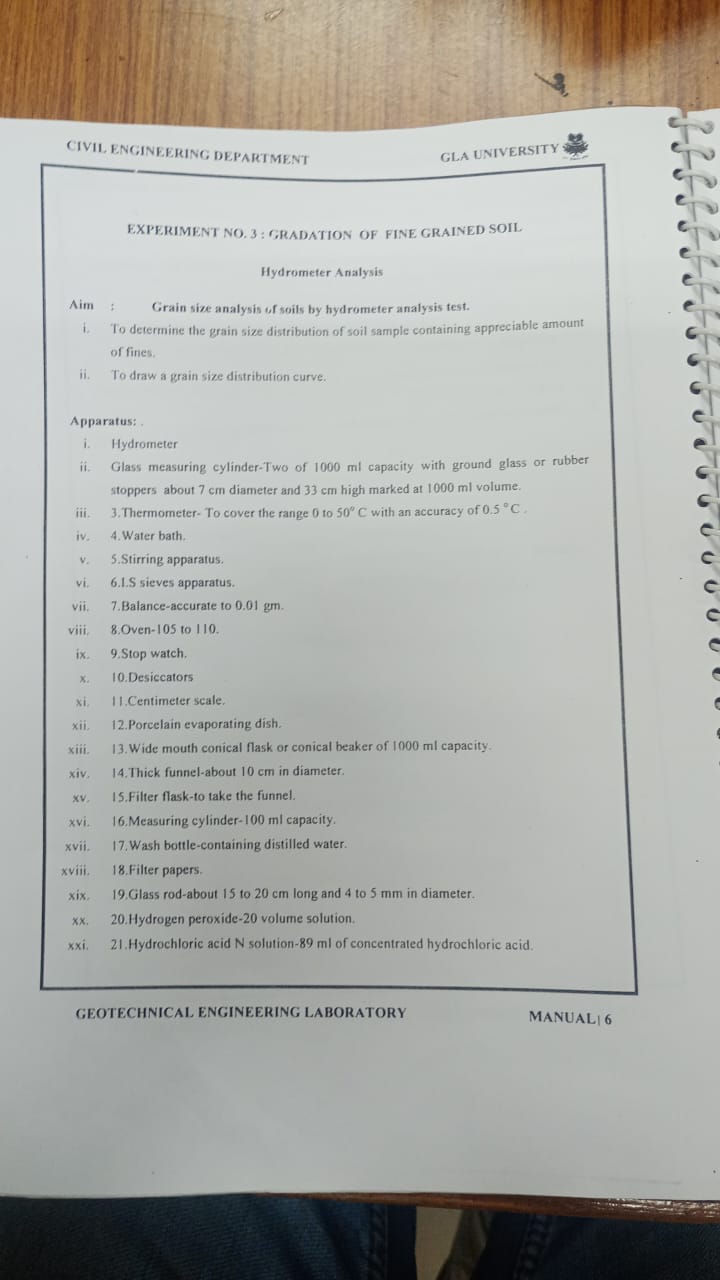 CIVIL ENGINEERING DEPARTMENT GLA UNIVERSITY
EXPERIMENT NO. 3 : GRADATION OF FINE GRAINED SOIL
Hydrometer Analysis
Aim : Grain size analysis of soils by hydrometer analysis test.
i. To determine the grain size distribution of soil sample containing appreciable amount
of fines.
ii. To draw a grain size distribution curve.
Apparatus: .
i. Hydrometer
ii. Glass measuring cylinder-Two of 1000 ml capacity with ground glass or rubber
stoppers about 7 cm diameter and 33 cm high marked at 1000 ml volume.
iii. 3.Thermometer- To cover the range 0 to 50° C with an accuracy of 0.5 °C .
iv. 4.Water bath.
v. 5.Stirring apparatus.
vi. 6.I.S sieves apparatus.
vii. 7.Balance-accurate to 0.01 gm.
viii. 8.Oven-105 to 110.
ix. 9.Stop watch.
x. 10.Desiccators
xi. 11.Centimeter scale.
xii. 12.Porcelain evaporating dish.
xiii. 13.Wide mouth conical flask or conical beaker of 1000 ml capacity.
xiv. 14.Thick funnel-about 10 cm in diameter.
xv. 15.Filter flask-to take the funnel.
xvi. 16.Measuring cylinder-100 ml capacity.
xvii. 17.Wash bottle-containing distilled water.
xviii. 18.Filter papers.
xix. 19.Glass rod-about 15 to 20 cm long and 4 to 5 mm in diameter.
xx. 20.Hydrogen peroxide-20 volume solution.
xxi. 21.Hydrochloric acid N solution-89 ml of concentrated hydrochloric acid.
GEOTECHNICAL ENGINEERING LABORATORY MANUAL| 6